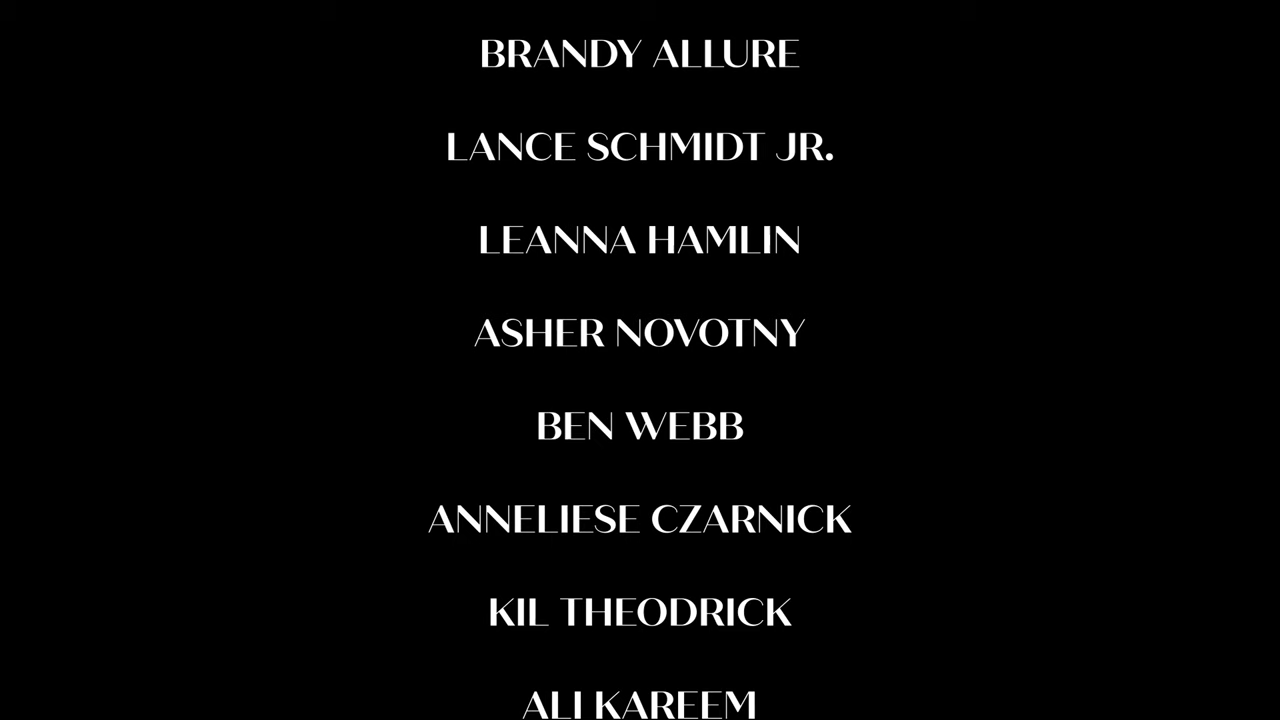 BRANDY ALLURE
LANCE SCHMIDT JR.
LEANNA HAMLIN
ASHER NOVOTNY
BEN WEBB
ANNELIESE CZARNICK
KIL THEODRICK
ALI KAREEM